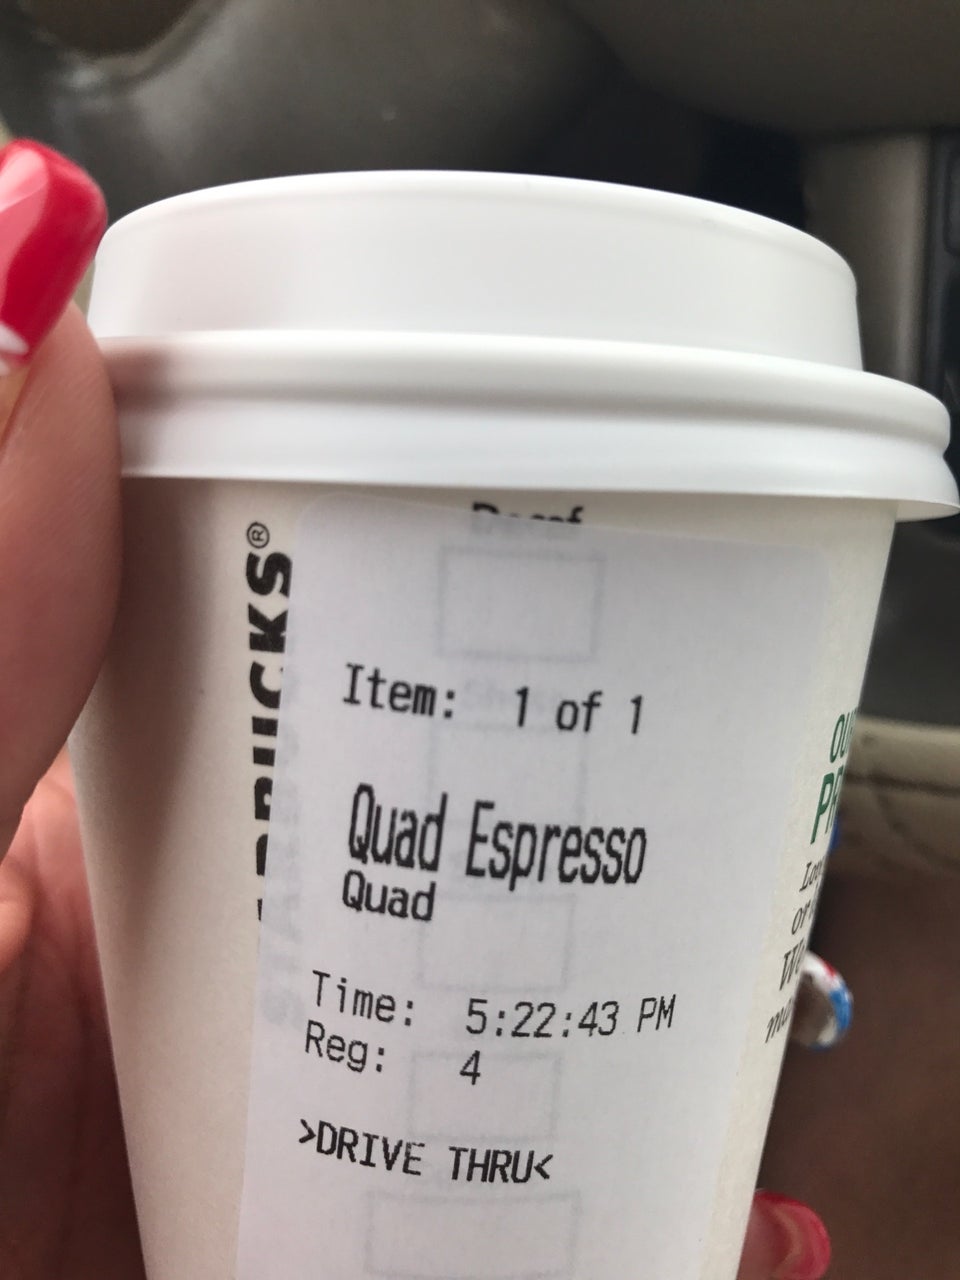 Item: 1 of 1
Quad Espresso
Quad
Time: 5:22:43 PM
Reg: 4
>DRIVE THRU<